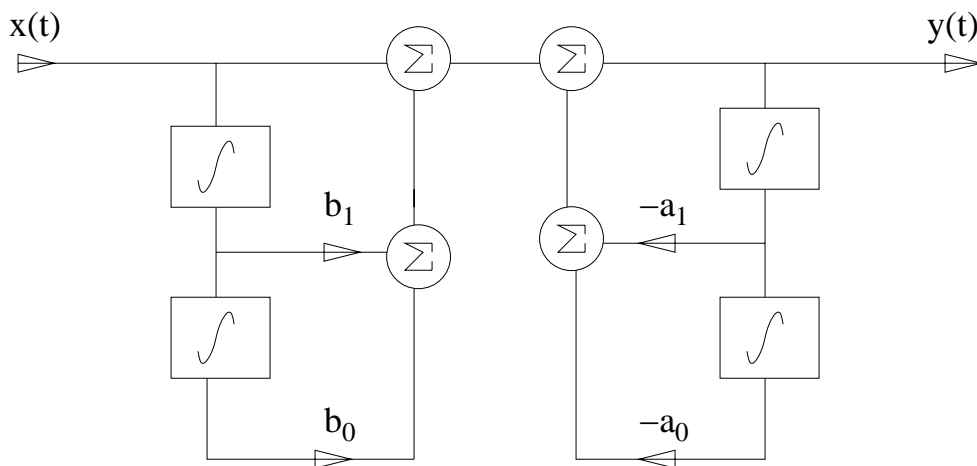 x(t) y(t)
Σ Σ
∫ ∫
b₁ −a₁
Σ Σ
∫ ∫
b₀ −a₀